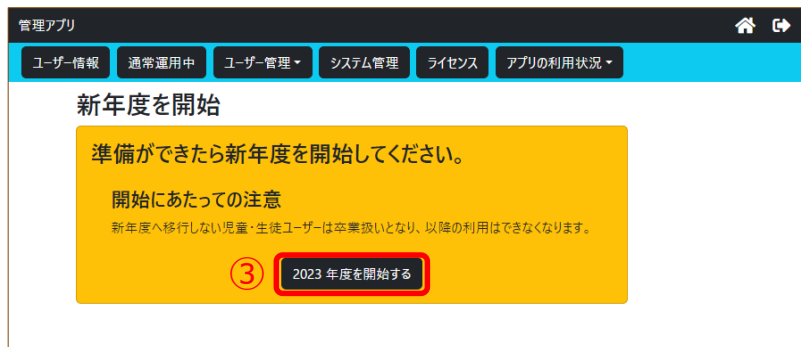 管理アプリ
ユーザー情報 通常運用中 ユーザー管理 システム管理 ライセンス アプリの利用状況
新年度を開始
準備ができたら新年度を開始してください。
開始にあたっての注意
新年度へ移行しない児童・生徒ユーザーは卒業扱いとなり、以降の利用はできなくなります。
③ 2023 年度を開始する